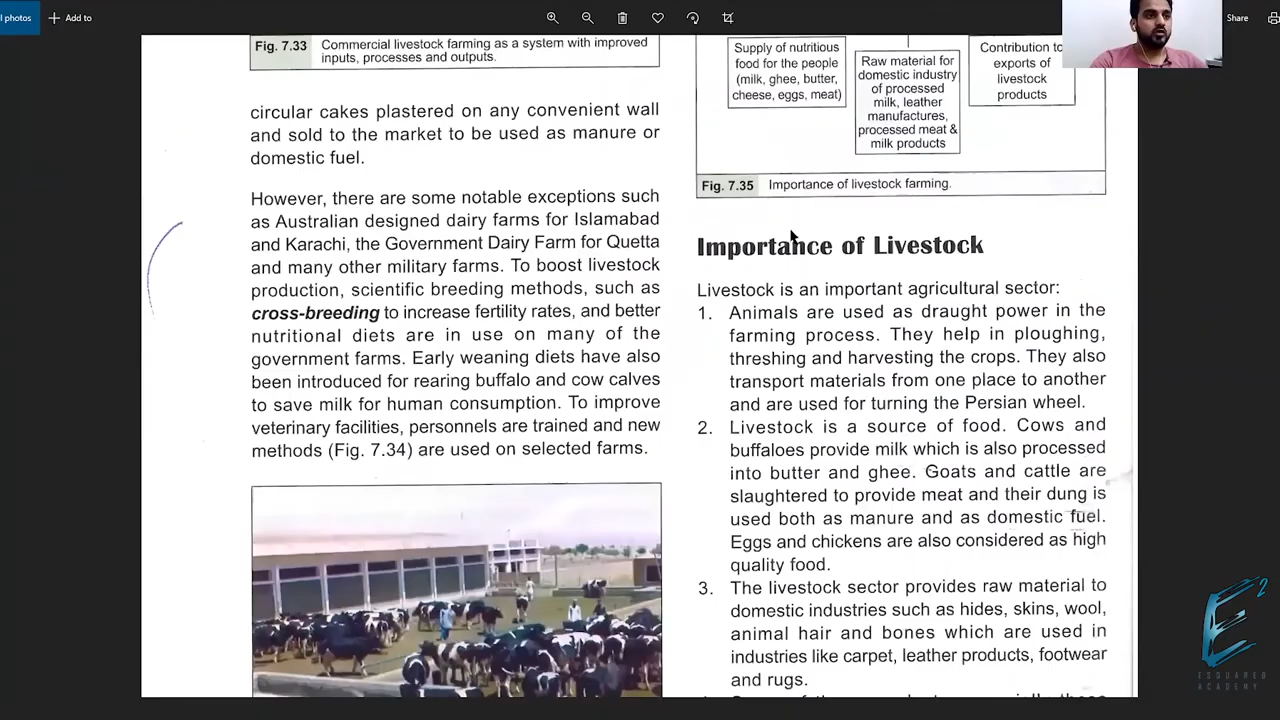 l photos
Add to
Share
Fig. 7.33 Commercial livestock farming as a system with improved
inputs, processes and outputs.
circular cakes plastered on any convenient wall
and sold to the market to be used as manure or
domestic fuel.
However, there are some notable exceptions such
as Australian designed dairy farms for Islamabad
and Karachi, the Government Dairy Farm for Quetta
and many other military farms. To boost livestock
production, scientific breeding methods, such as
cross-breeding to increase fertility rates, and better
nutritional diets are in use on many of the
government farms. Early weaning diets have also
been introduced for rearing buffalo and cow calves
to save milk for human consumption. To improve
veterinary facilities, personnels are trained and new
methods (Fig. 7.34) are used on selected farms.
Supply of nutritious
food for the people
(milk, ghee, butter,
cheese, eggs, meat)
Raw material for
domestic industry
of processed
milk, leather
manufactures,
processed meat &
milk products
Contribution to
exports of
livestock
products
Fig. 7.35 Importance of livestock farming.
Importance of Livestock
Livestock is an important agricultural sector:
1. Animals are used as draught power in the
farming process. They help in ploughing,
threshing and harvesting the crops. They also
transport materials from one place to another
and are used for turning the Persian wheel.
2. Livestock is a source of food. Cows and
buffaloes provide milk which is also processed
into butter and ghee. Goats and cattle are
slaughtered to provide meat and their dung is
used both as manure and as domestic fuel.
Eggs and chickens are also considered as high
quality food.
3. The livestock sector provides raw material to
domestic industries such as hides, skins, wool,
animal hair and bones which are used in
industries like carpet, leather products, footwear
and rugs.
E2
ESQUARED
ACADEMY